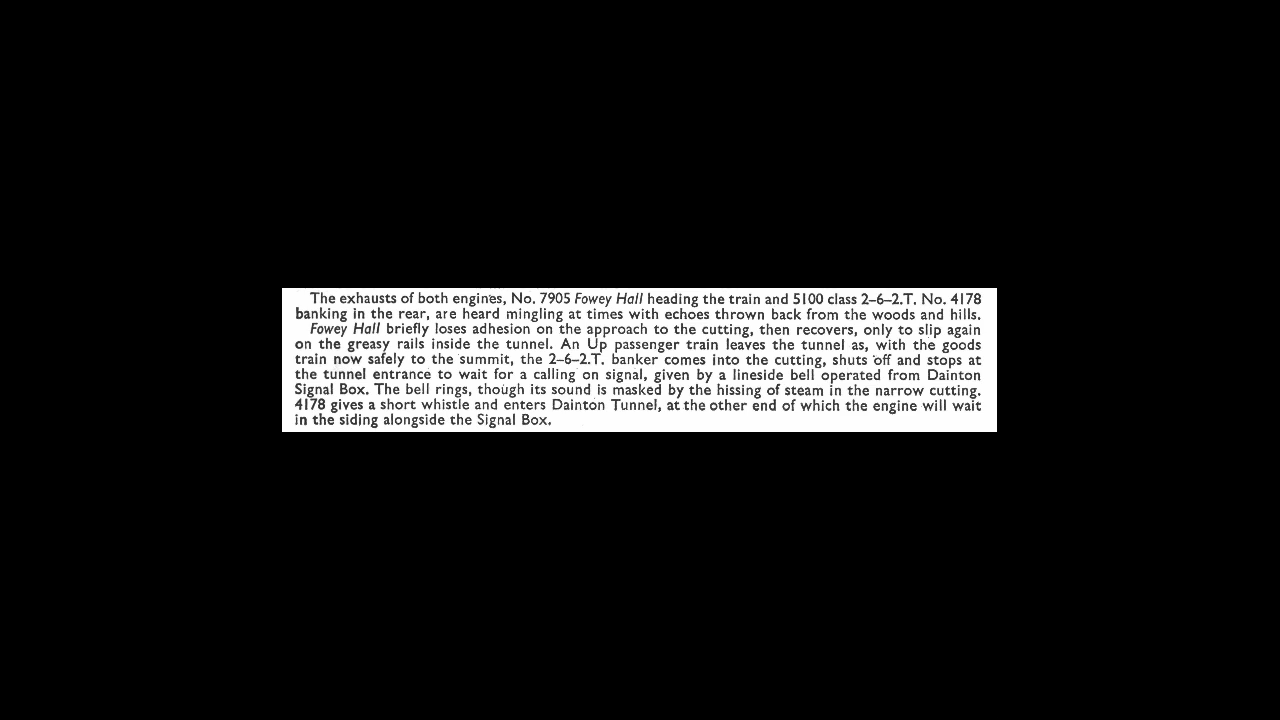 The exhausts of both engines, No. 7905 Fowey Hall heading the train and 5100 class 2–6–2.T. No. 4178
banking in the rear, are heard mingling at times with echoes thrown back from the woods and hills.
Fowey Hall briefly loses adhesion on the approach to the cutting, then recovers, only to slip again
on the greasy rails inside the tunnel. An Up passenger train leaves the tunnel as, with the goods
train now safely to the summit, the 2–6–2.T. banker comes into the cutting, shuts off and stops at
the tunnel entrance to wait for a calling on signal, given by a lineside bell operated from Dainton
Signal Box. The bell rings, though its sound is masked by the hissing of steam in the narrow cutting.
4178 gives a short whistle and enters Dainton Tunnel, at the other end of which the engine will wait
in the siding alongside the Signal Box.